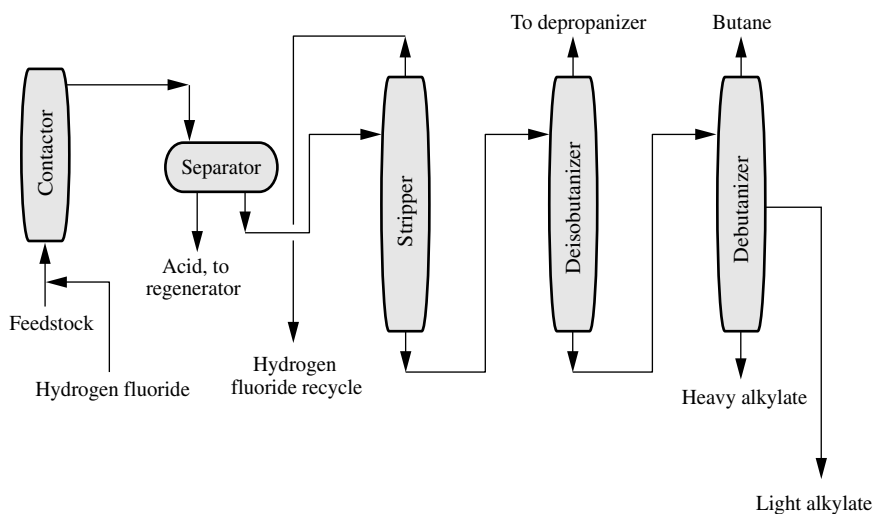 To depropanizer
Butane
Contactor
Separator
Stripper
Deisobutanizer
Debutanizer
Acid, to
regenerator
Feedstock
Hydrogen fluoride
Hydrogen
fluoride recycle
Heavy alkylate
Light alkylate